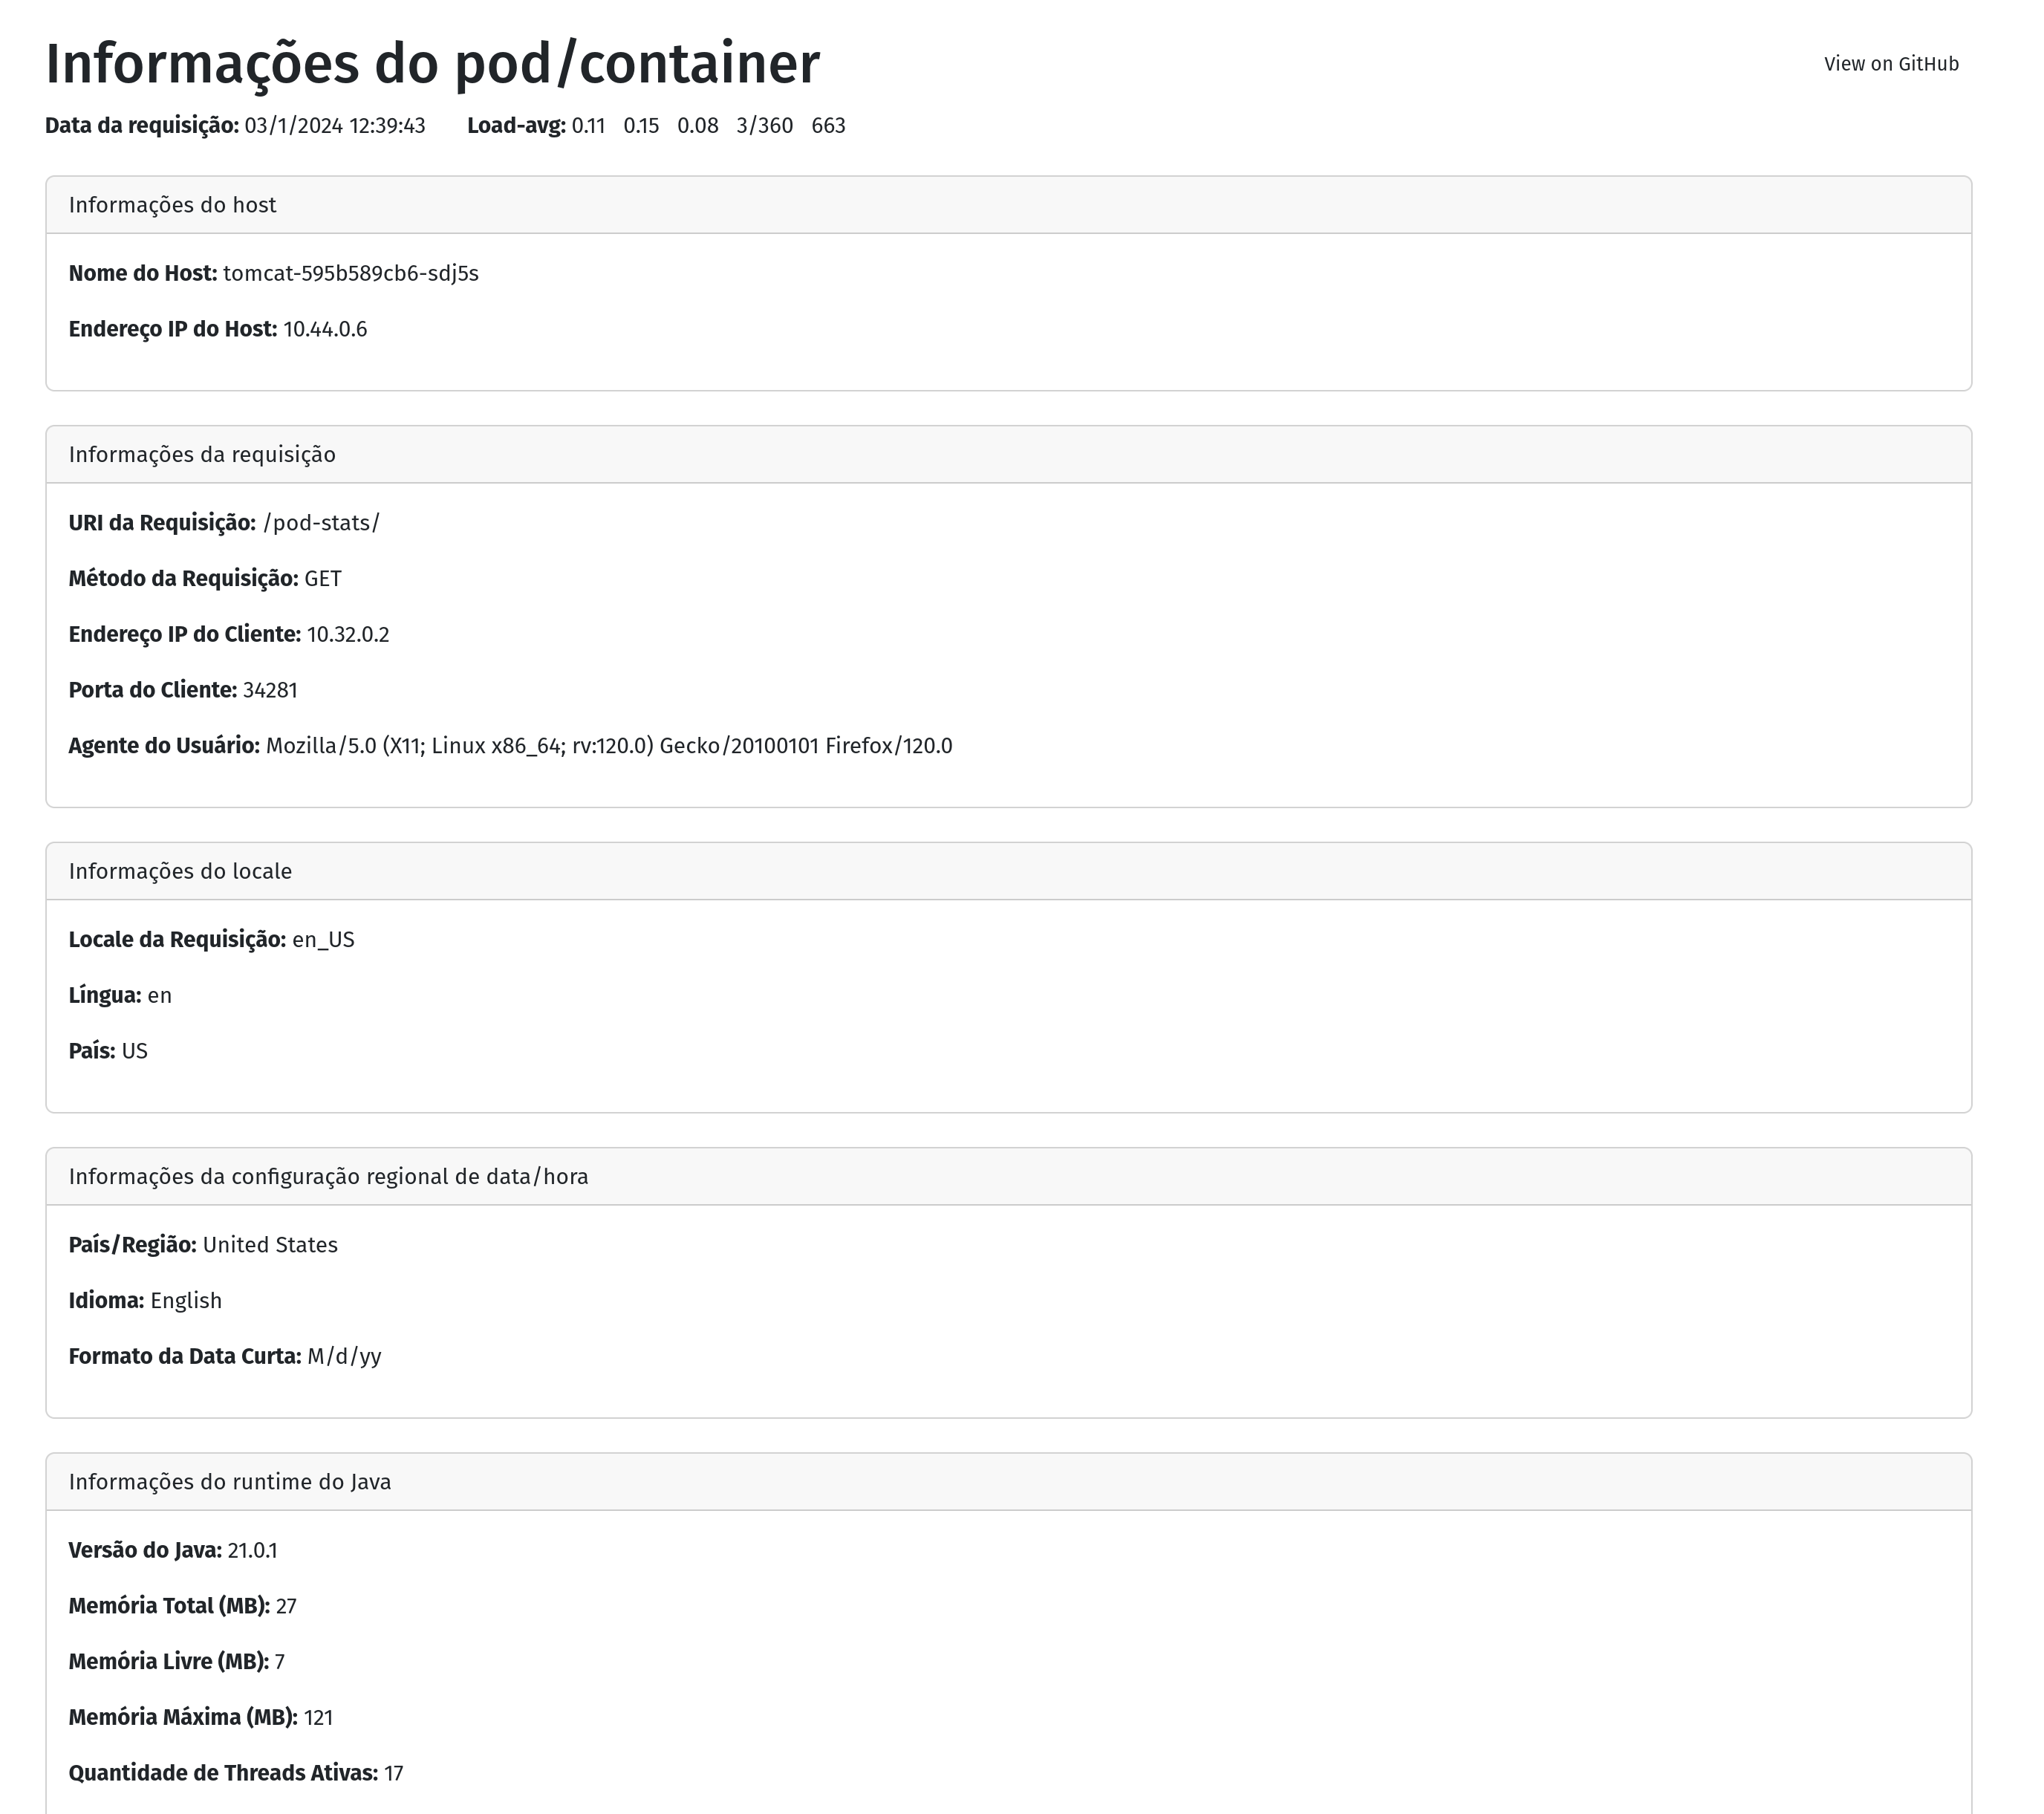 Informações do pod/container
View on GitHub
Data da requisição: 03/1/2024 12:39:43 Load-avg: 0.11 0.15 0.08 3/360 663
Informações do host
Nome do Host: tomcat-595b589cb6-sdj5s
Endereço IP do Host: 10.44.0.6
Informações da requisição
URI da Requisição: /pod-stats/
Método da Requisição: GET
Endereço IP do Cliente: 10.32.0.2
Porta do Cliente: 34281
Agente do Usuário: Mozilla/5.0 (X11; Linux x86_64; rv:120.0) Gecko/20100101 Firefox/120.0
Informações do locale
Locale da Requisição: en_US
Língua: en
País: US
Informações da configuração regional de data/hora
País/Região: United States
Idioma: English
Formato da Data Curta: M/d/yy
Informações do runtime do Java
Versão do Java: 21.0.1
Memória Total (MB): 27
Memória Livre (MB): 7
Memória Máxima (MB): 121
Quantidade de Threads Ativas: 17